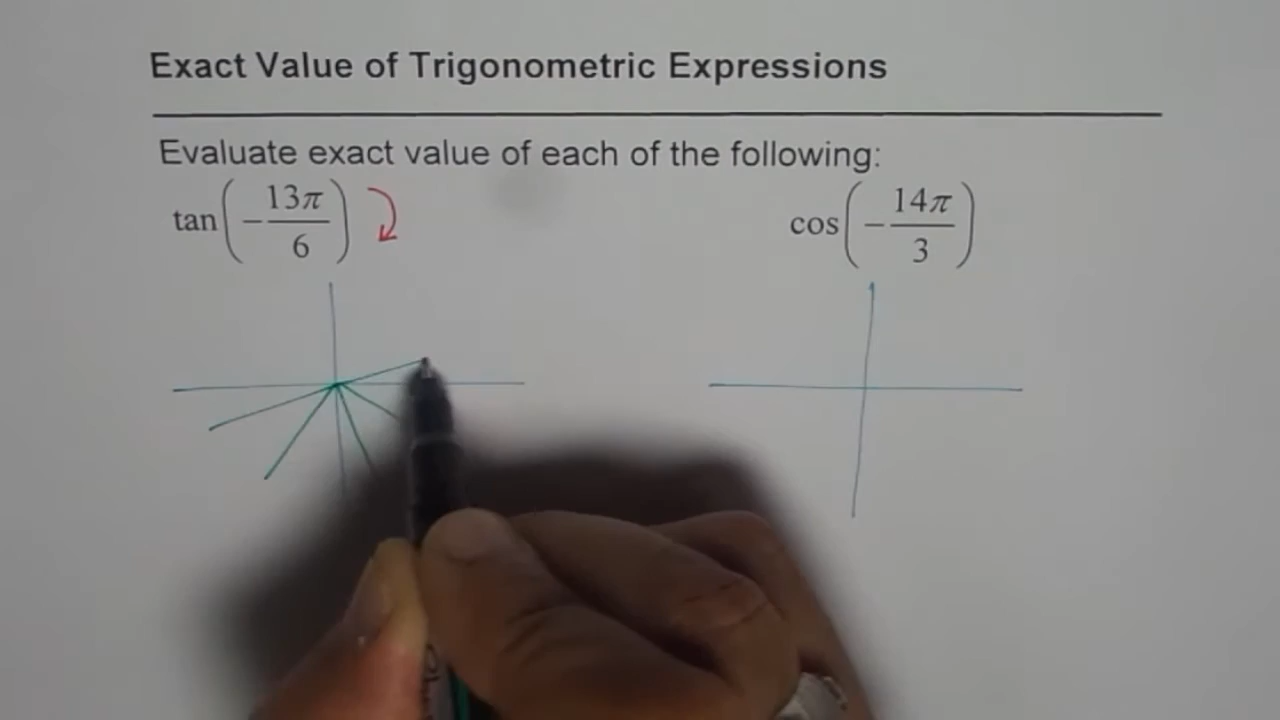 Exact Value of Trigonometric Expressions
Evaluate exact value of each of the following:
tan(-13π/6) cos(-14π/3)